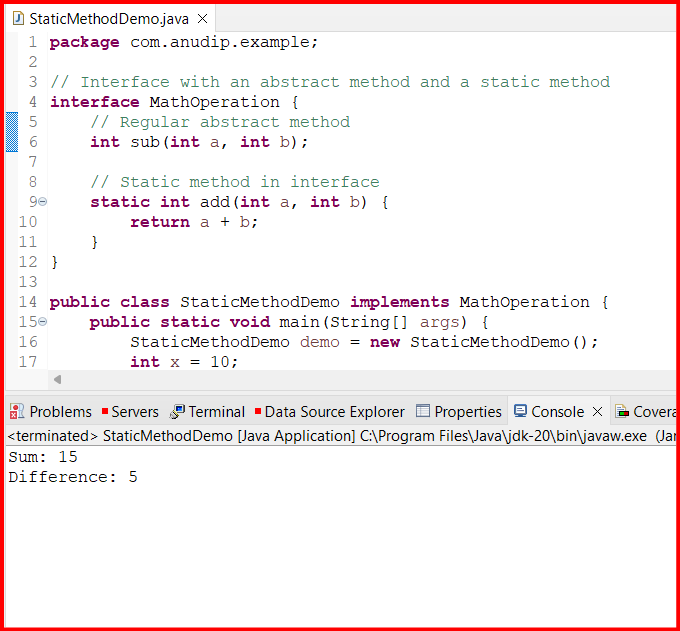 StaticMethodDemo.java
1 package com.anudip.example;
2
3 // Interface with an abstract method and a static method
4 interface MathOperation {
5     // Regular abstract method
6     int sub(int a, int b);
7
8     // Static method in interface
9     static int add(int a, int b) {
10         return a + b;
11     }
12 }
13
14 public class StaticMethodDemo implements MathOperation {
15     public static void main(String[] args) {
16         StaticMethodDemo demo = new StaticMethodDemo();
17         int x = 10;
Problems Servers Terminal Data Source Explorer Properties Console Covera
<terminated> StaticMethodDemo [Java Application] C:\Program Files\Java\jdk-20\bin\javaw.exe (Jar
Sum: 15
Difference: 5